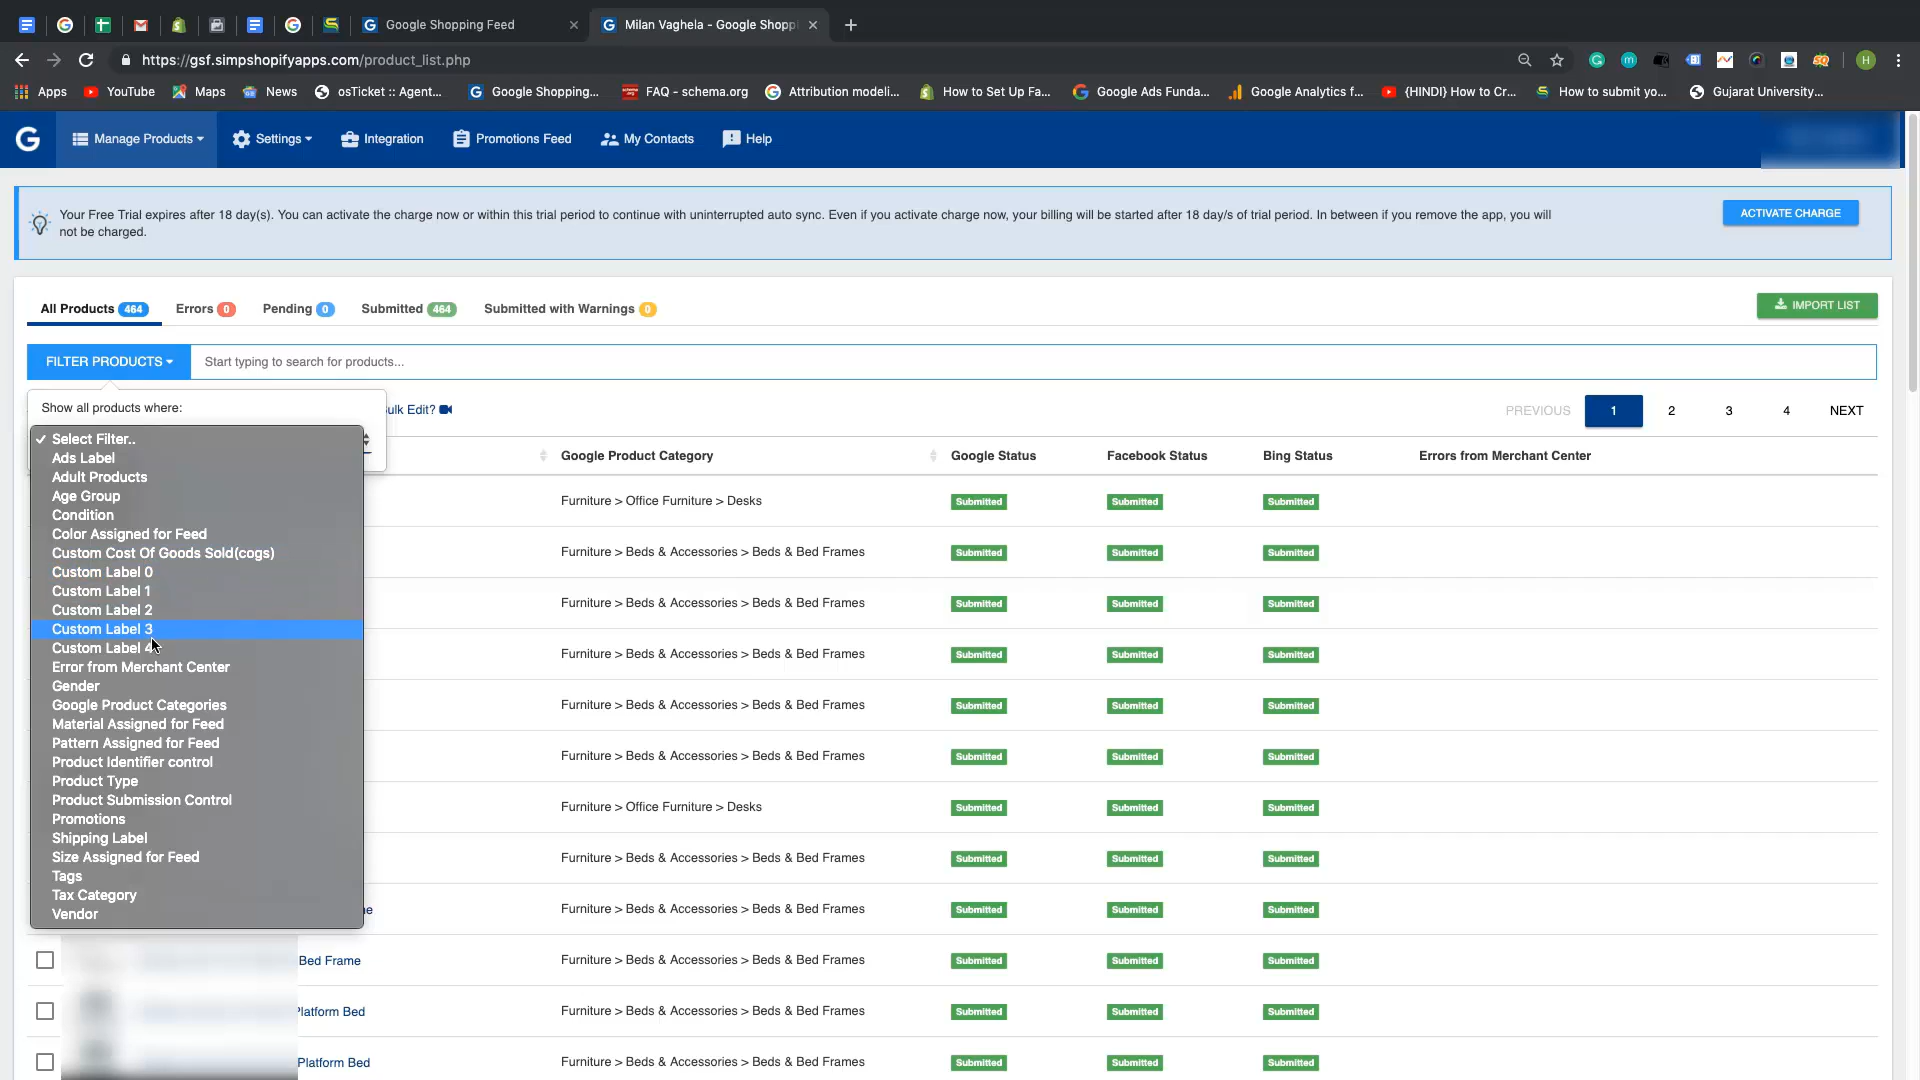 Google Shopping Feed
Milan Vaghela - Google Shopp
https://gsf.simpshopifyapps.com/product_list.php
H
Apps
YouTube
Maps
News
osTicket :: Agent...
Google Shopping...
FAQ - schema.org
Attribution modeli...
How to Set Up Fa...
Google Ads Funda...
Google Analytics f...
{HINDI} How to Cr...
How to submit yo...
Gujarat University...
Manage Products
Settings
Integration
Promotions Feed
My Contacts
Help
Your Free Trial expires after 18 day(s). You can activate the charge now or within this trial period to continue with uninterrupted auto sync. Even if you activate charge now, your billing will be started after 18 day/s of trial period. In between if you remove the app, you will
not be charged.
ACTIVATE CHARGE
All Products 464
Errors 0
Pending 0
Submitted 464
Submitted with Warnings 0
IMPORT LIST
FILTER PRODUCTS
Start typing to search for products...
Show all products where:
ulk Edit?
PREVIOUS 1 2 3 4 NEXT
Select Filter..
Ads Label
Adult Products
Age Group
Condition
Color Assigned for Feed
Custom Cost Of Goods Sold(cogs)
Custom Label 0
Custom Label 1
Custom Label 2
Custom Label 3
Custom Label 4
Error from Merchant Center
Gender
Google Product Categories
Material Assigned for Feed
Pattern Assigned for Feed
Product Identifier control
Product Type
Product Submission Control
Promotions
Shipping Label
Size Assigned for Feed
Tags
Tax Category
Vendor
Google Product Category Google Status Facebook Status Bing Status Errors from Merchant Center
Furniture > Office Furniture > Desks Submitted Submitted Submitted
Furniture > Beds & Accessories > Beds & Bed Frames Submitted Submitted Submitted
Furniture > Beds & Accessories > Beds & Bed Frames Submitted Submitted Submitted
Furniture > Beds & Accessories > Beds & Bed Frames Submitted Submitted Submitted
Furniture > Beds & Accessories > Beds & Bed Frames Submitted Submitted Submitted
Furniture > Beds & Accessories > Beds & Bed Frames Submitted Submitted Submitted
Furniture > Office Furniture > Desks Submitted Submitted Submitted
Furniture > Beds & Accessories > Beds & Bed Frames Submitted Submitted Submitted
Furniture > Beds & Accessories > Beds & Bed Frames Submitted Submitted Submitted
Bed Frame Furniture > Beds & Accessories > Beds & Bed Frames Submitted Submitted Submitted
Platform Bed Furniture > Beds & Accessories > Beds & Bed Frames Submitted Submitted Submitted
Platform Bed Furniture > Beds & Accessories > Beds & Bed Frames Submitted Submitted Submitted